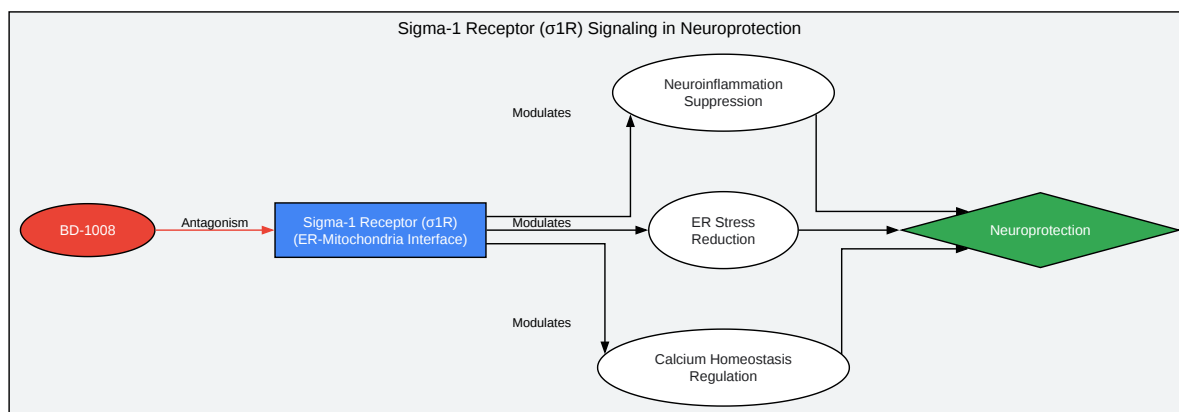 Sigma-1 Receptor (σ1R) Signaling in Neuroprotection
Neuroinflammation
Suppression
Modulates
BD-1008
Antagonism
Sigma-1 Receptor (σ1R)
(ER-Mitochondria Interface)
Modulates
ER Stress
Reduction
Neuroprotection
Modulates
Calcium Homeostasis
Regulation